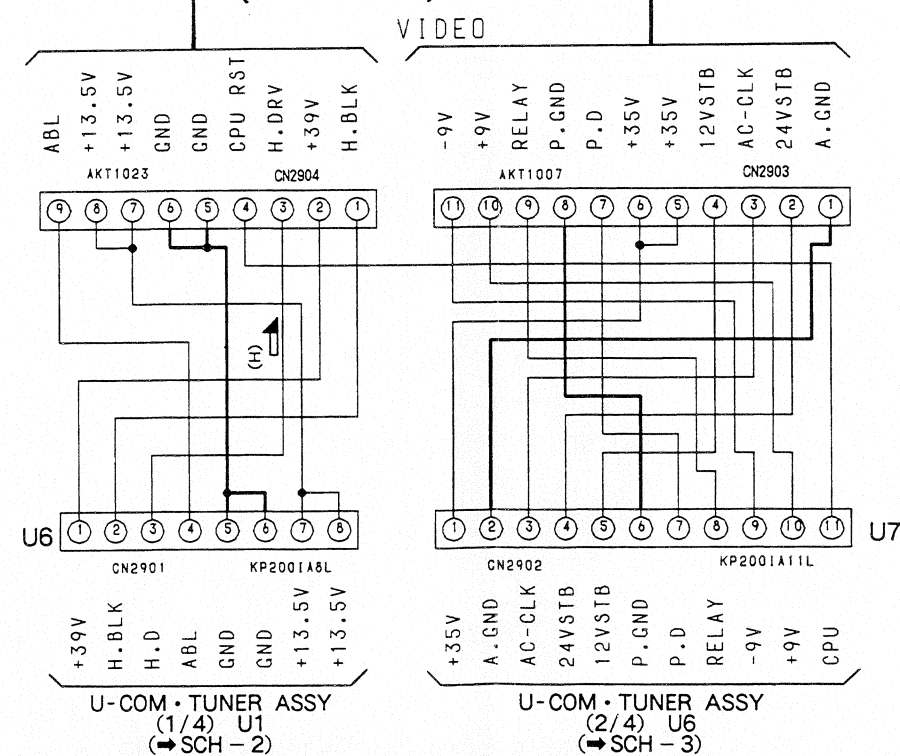 VIDEO
ABL
+13.5V
+13.5V
GND
GND
CPU RST
H.DRV
+39V
H.BLK
-9V
+9V
RELAY
P.GND
P.D
+35V
+35V
12VSTB
AC-CLK
24VSTB
A.GND
AKT1023 CN2904
AKT1007 CN2903
9 8 7 6 5 4 3 2 1
11 10 9 8 7 6 5 4 3 2 1
(H)
U6 1 2 3 4 5 6 7 8
1 2 3 4 5 6 7 8 9 10 11 U7
CN2901 KP200IA8L
CN2902 KP200IA11L
+39V
H.BLK
H.D
ABL
GND
GND
+13.5V
+13.5V
+35V
A.GND
AC-CLK
24VSTB
12VSTB
P.GND
P.D
RELAY
-9V
+9V
CPU
U-COM・TUNER ASSY
(1/4) U1
(➡SCH-2)
U-COM・TUNER ASSY
(2/4) U6
(➡SCH-3)